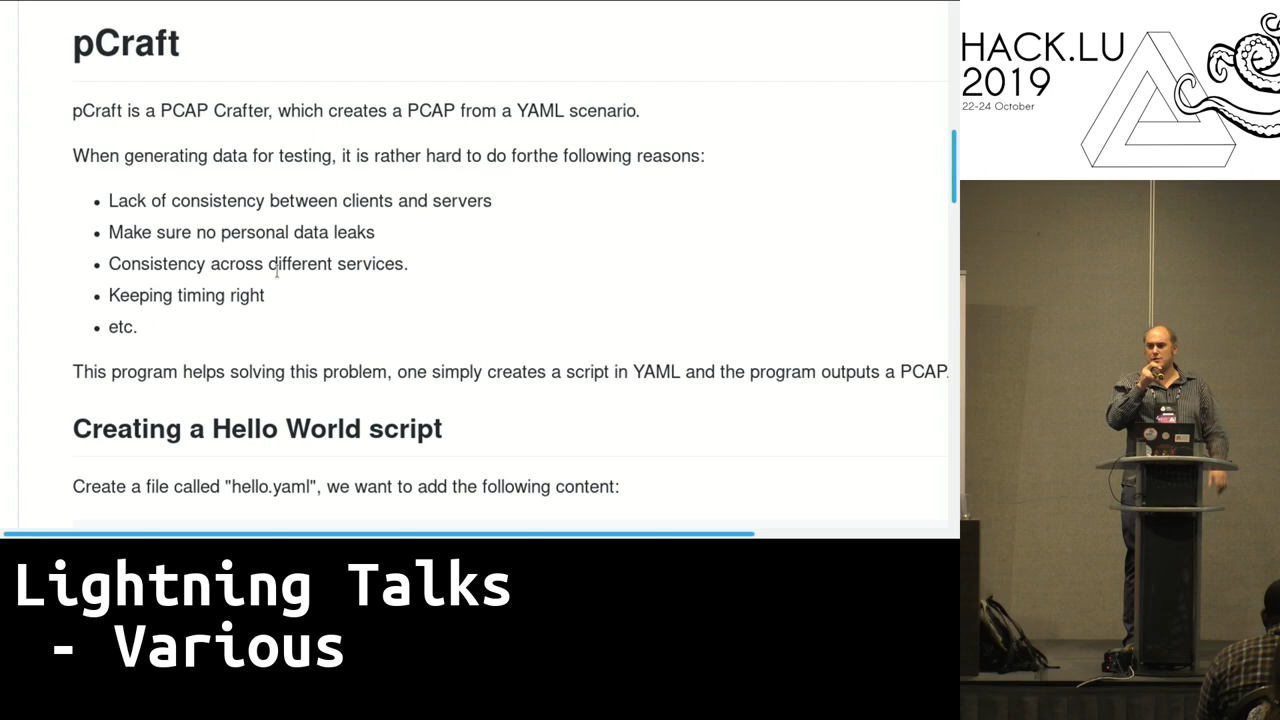 pCraft
pCraft is a PCAP Crafter, which creates a PCAP from a YAML scenario.
When generating data for testing, it is rather hard to do forthe following reasons:
• Lack of consistency between clients and servers
• Make sure no personal data leaks
• Consistency across different services.
• Keeping timing right
• etc.
This program helps solving this problem, one simply creates a script in YAML and the program outputs a PCAP.
Creating a Hello World script
Create a file called "hello.yaml", we want to add the following content:
HACK.LU
2019
22-24 October
Lightning Talks
- Various